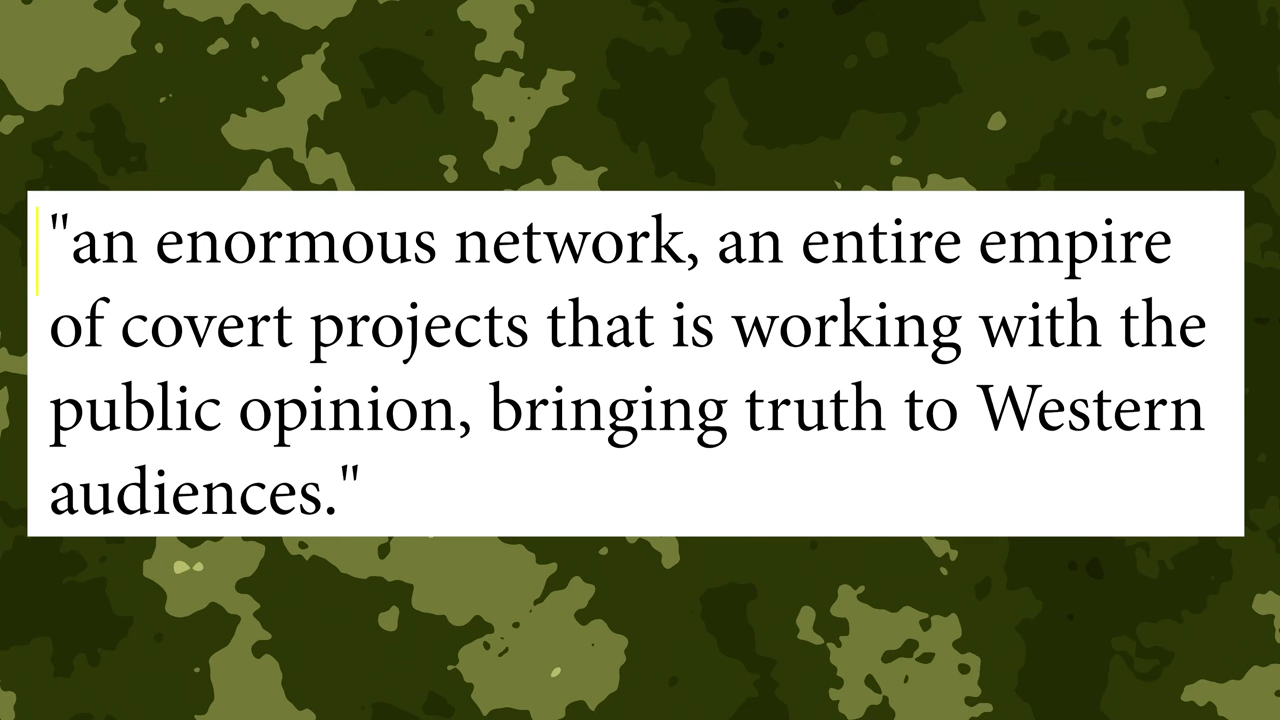 "an enormous network, an entire empire
of covert projects that is working with the
public opinion, bringing truth to Western
audiences."